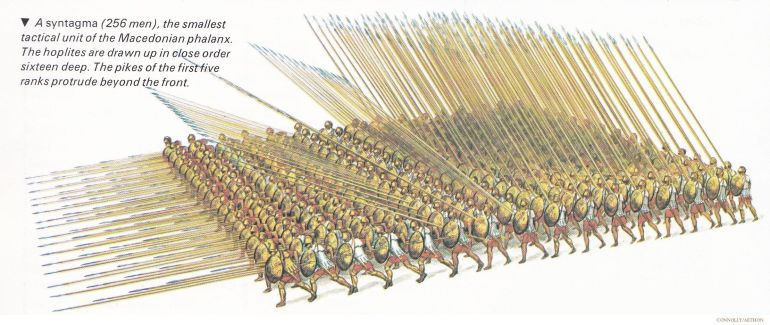 ▼ A syntagma (256 men), the smallest
tactical unit of the Macedonian phalanx.
The hoplites are drawn up in close order
sixteen deep. The pikes of the first five
ranks protrude beyond the front.
CONNOLLY/AETHON